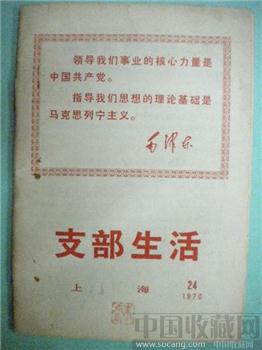 领导我们事业的核心力量是
中国共产党。
指导我们思想的理论基础是
马克思列宁主义。
毛泽东
支部生活
上海
24
1970
中国收藏网
www.socang.com 中国收藏网